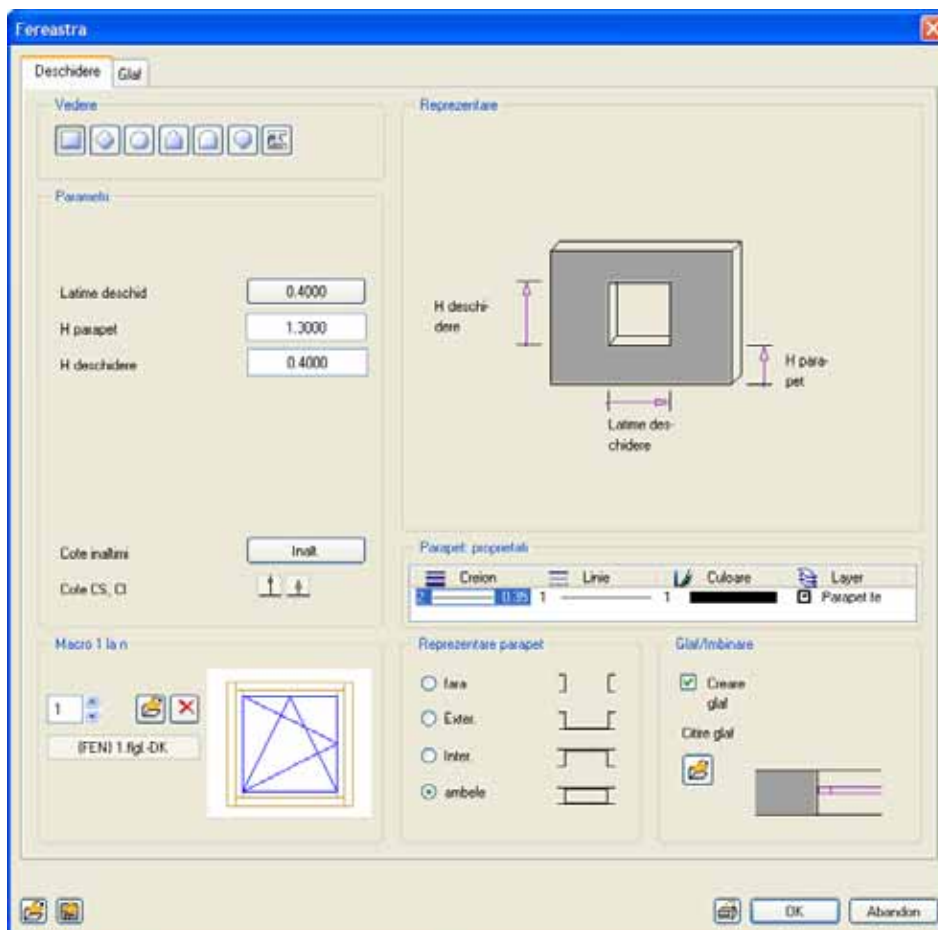 Fereastra
Deschidere Glaf
Vedere
Reprezentare
Parametri
Latime deschid 0.4000
H parapet 1.3000
H deschidere 0.4000
H deschi-
dere
H para-
pet
Latime des-
chidere
Cote inaltimi Inalt.
Cote CS, CI
Parapet: proprietati
Creion Linie Culoare Layer
2 0.35 1 1 Parapet fe
Macro 1 la n
1
(FEN) 1.figl.-DK
Reprezentare parapet
fara
Exter.
Inter.
ambele
Glaf/Imbinare
Creare
glaf
Citire glaf
OK Abandon